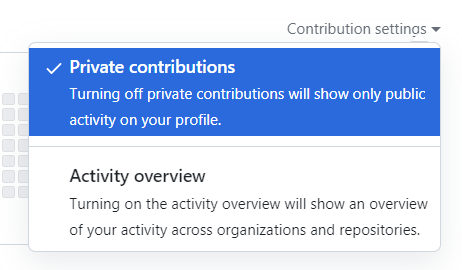 Contribution settings
Private contributions
Turning off private contributions will show only public
activity on your profile.
Activity overview
Turning on the activity overview will show an overview
of your activity across organizations and repositories.